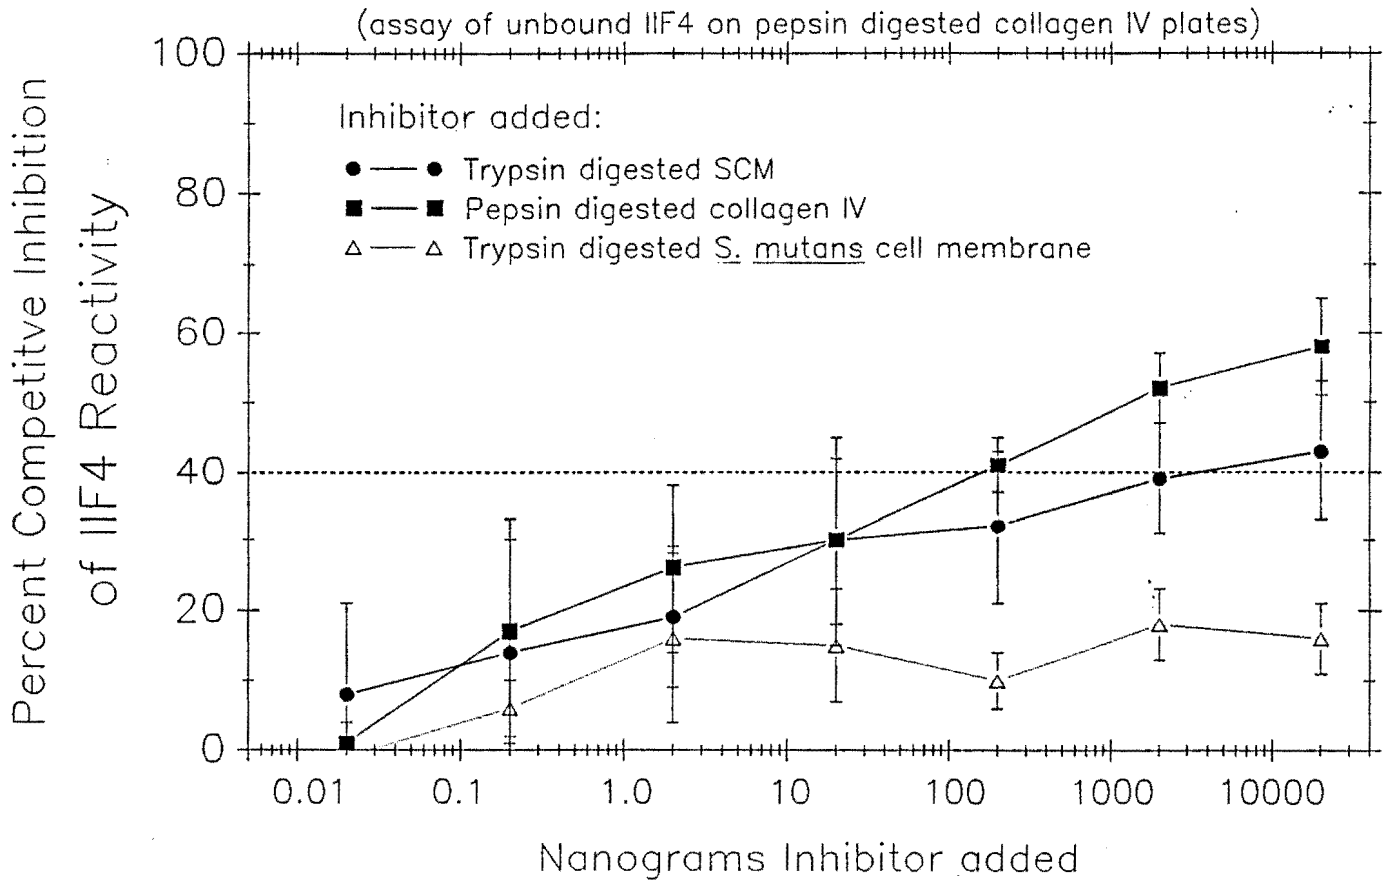 (assay of unbound IIF4 on pepsin digested collagen IV plates)
Percent Competitve Inhibition
of IIF4 Reactivity
100
80
60
40
20
0
Inhibitor added:
Trypsin digested SCM
Pepsin digested collagen IV
Trypsin digested S. mutans cell membrane
0.01 0.1 1.0 10 100 1000 10000
Nanograms Inhibitor added